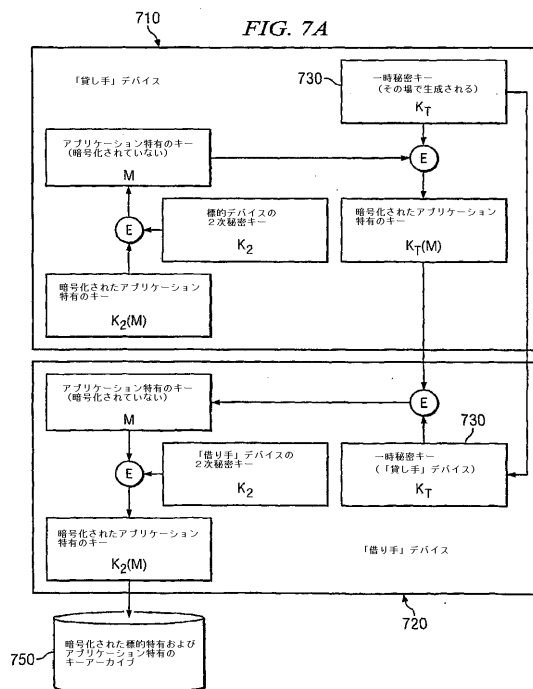 FIG. 7A
710
「貸し手」デバイス
730
一時秘密キー
(その場で生成される)
K_T
アプリケーション特有のキー
(暗号化されていない)
M
E
E
標的デバイスの
2次秘密キー
K₂
暗号化されたアプリケーション
特有のキー
K_T(M)
暗号化されたアプリケーション
特有のキー
K₂(M)
アプリケーション特有のキー
(暗号化されていない)
M
E
730
E
「借り手」デバイスの
2次秘密キー
K₂
一時秘密キー
(「貸し手」デバイス)
K_T
暗号化されたアプリケーション
特有のキー
K₂(M)
「借り手」デバイス
720
750
暗号化された標的特有および
アプリケーション特有の
キーアーカイブ